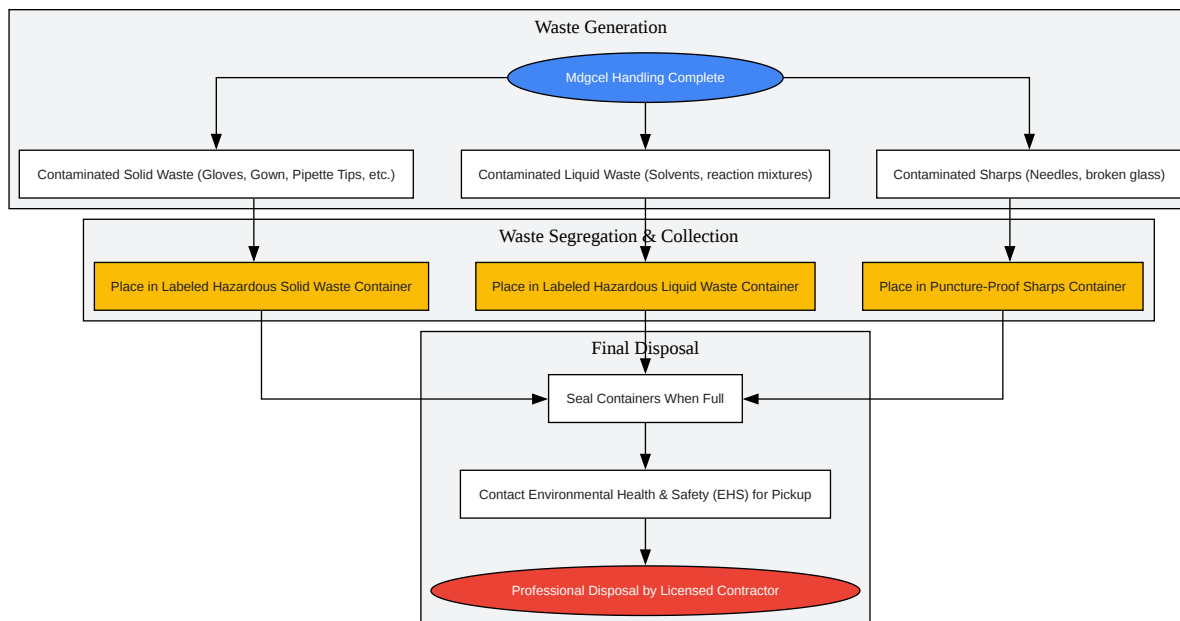 Waste Generation
Mdgcel Handling Complete
Contaminated Solid Waste (Gloves, Gown, Pipette Tips, etc.)
Contaminated Liquid Waste (Solvents, reaction mixtures)
Contaminated Sharps (Needles, broken glass)
Waste Segregation & Collection
Place in Labeled Hazardous Solid Waste Container
Place in Labeled Hazardous Liquid Waste Container
Place in Puncture-Proof Sharps Container
Final Disposal
Seal Containers When Full
Contact Environmental Health & Safety (EHS) for Pickup
Professional Disposal by Licensed Contractor